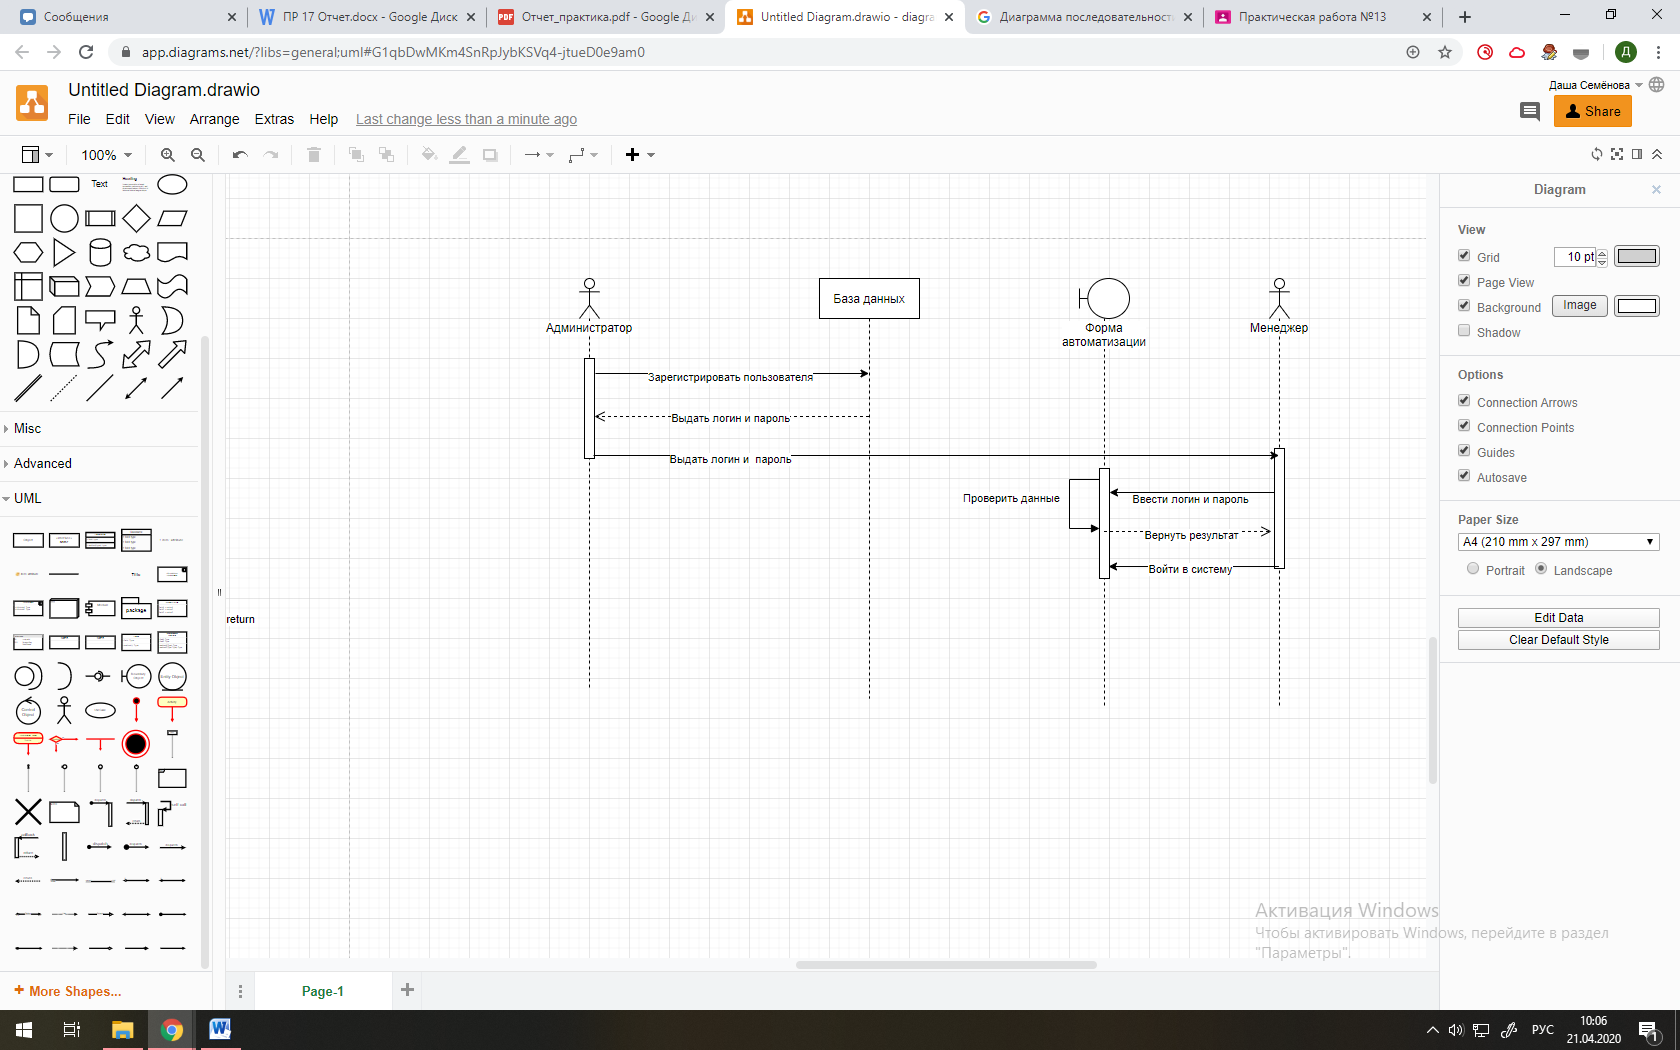 Сообщения
ПР 17 Отчет.docx - Google Диск
Отчет_практика.pdf - Google Ди
Untitled Diagram.drawio - diagra
Диаграмма последовательност
Практическая работа №13
app.diagrams.net/?libs=general;uml#G1qbDwMKm4SnRpJybKSVq4-jtueD0e9am0
Д
Untitled Diagram.drawio
Даша Семёнова
File Edit View Arrange Extras Help Last change less than a minute ago
Share
100%
Text
Heading
Misc
Advanced
UML
Title
package
More Shapes...
return
Администратор
База данных
Форма
автоматизации
Менеджер
Зарегистрировать пользователя
Выдать логин и пароль
Выдать логин и  пароль
Проверить данные
Ввести логин и пароль
Вернуть результат
Войти в систему
Page-1
Diagram
View
Grid
10 pt
Page View
Background
Image
Shadow
Options
Connection Arrows
Connection Points
Guides
Autosave
Paper Size
A4 (210 mm x 297 mm)
Portrait
Landscape
Edit Data
Clear Default Style
Активация Windows
Чтобы активировать Windows, перейдите в раздел
"Параметры".
РУС
10:06
21.04.2020
1